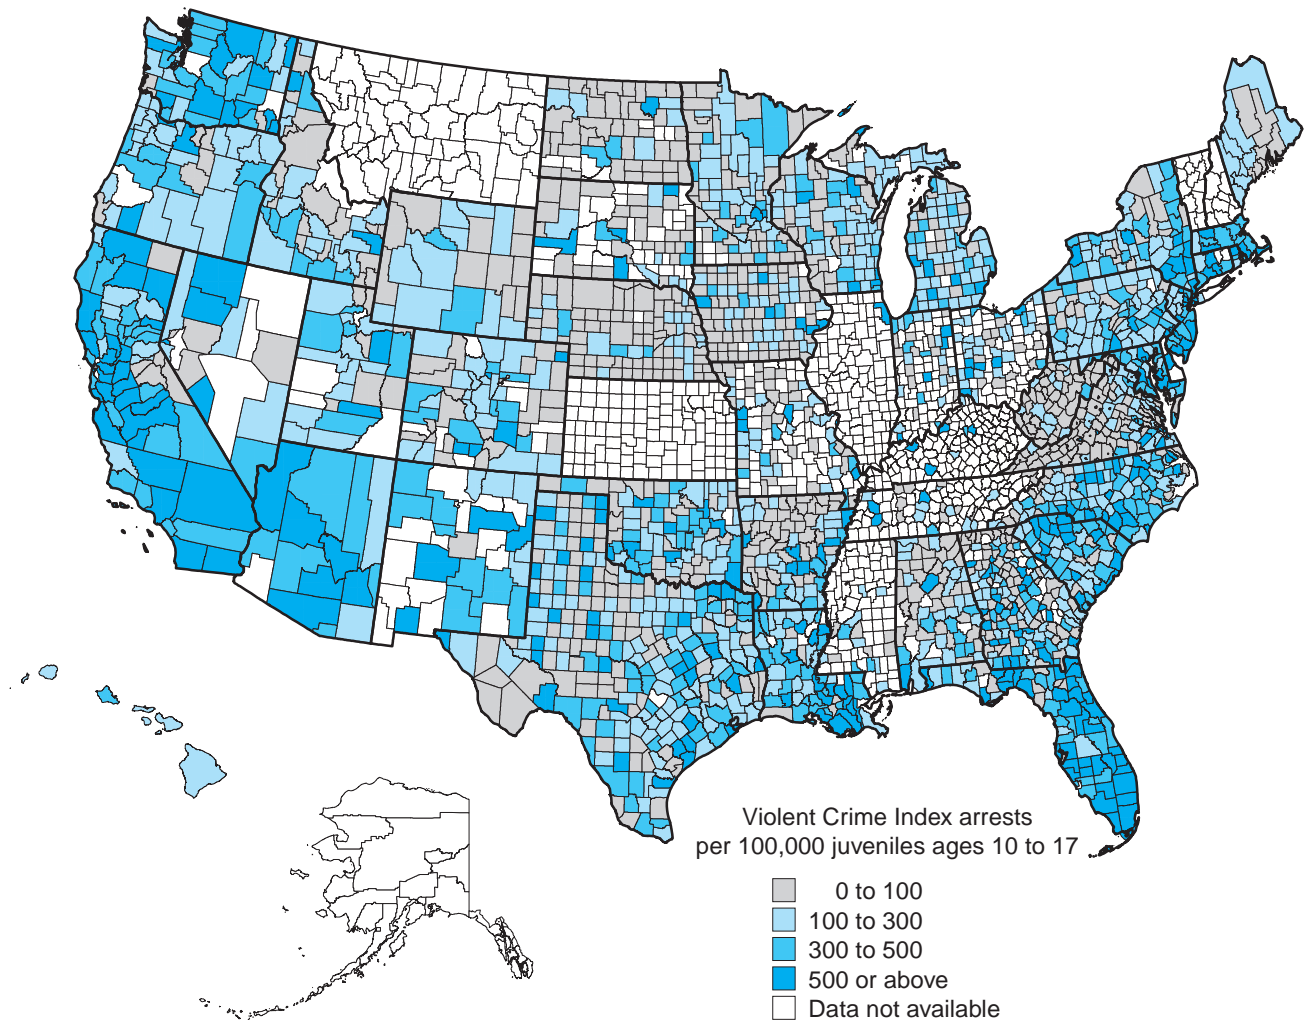 Violent Crime Index arrests
per 100,000 juveniles ages 10 to 17
0 to 100
100 to 300
300 to 500
500 or above
Data not available